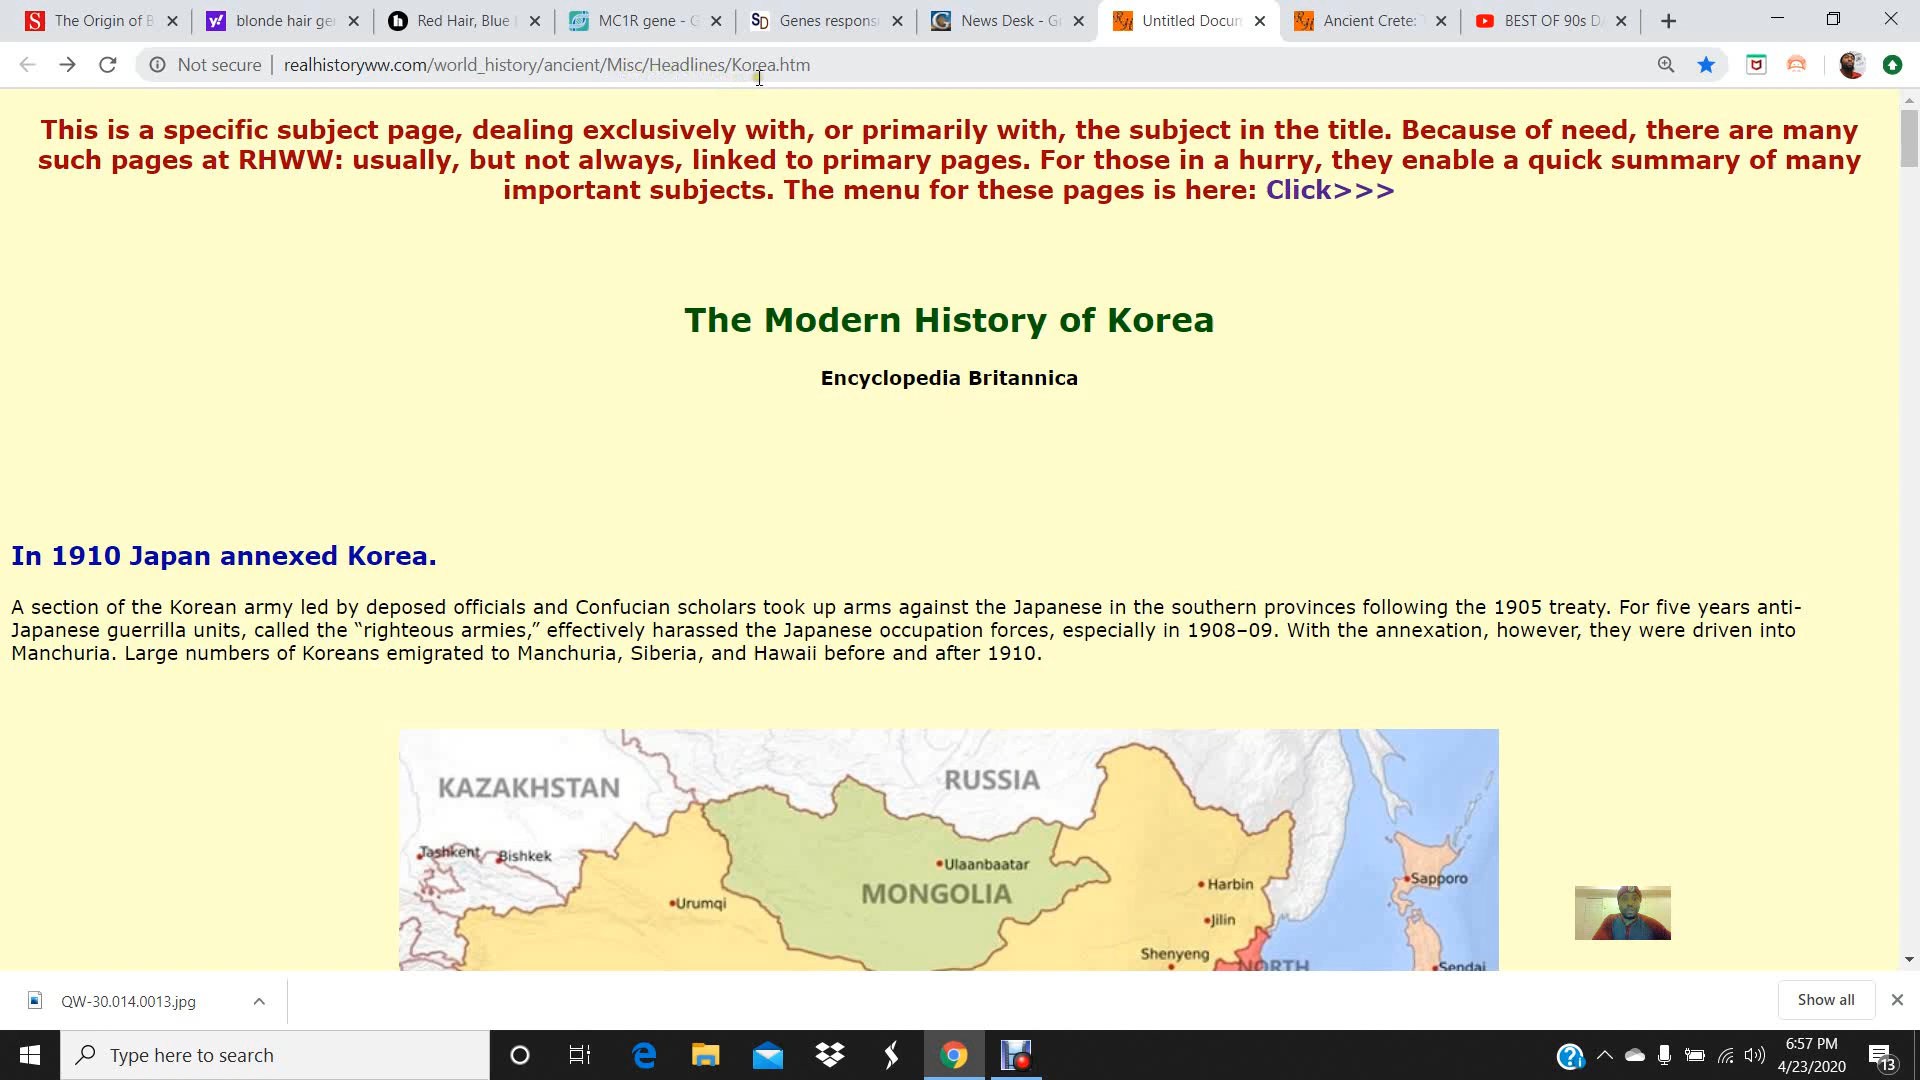 The Origin of B
blonde hair ge
Red Hair, Blue
MC1R gene - G
Genes respons
News Desk - G
Untitled Docum
Ancient Crete:
BEST OF 90s D
Not secure
realhistoryww.com/world_history/ancient/Misc/Headlines/Korea.htm
This is a specific subject page, dealing exclusively with, or primarily with, the subject in the title. Because of need, there are many
such pages at RHWW: usually, but not always, linked to primary pages. For those in a hurry, they enable a quick summary of many
important subjects. The menu for these pages is here: Click>>>
The Modern History of Korea
Encyclopedia Britannica
In 1910 Japan annexed Korea.
A section of the Korean army led by deposed officials and Confucian scholars took up arms against the Japanese in the southern provinces following the 1905 treaty. For five years anti-
Japanese guerrilla units, called the “righteous armies,” effectively harassed the Japanese occupation forces, especially in 1908–09. With the annexation, however, they were driven into
Manchuria. Large numbers of Koreans emigrated to Manchuria, Siberia, and Hawaii before and after 1910.
KAZAKHSTAN
RUSSIA
Tashkent
Bishkek
Ulaanbaatar
MONGOLIA
Harbin
Sapporo
Urumqi
Jilin
Shenyeng
NORTH
Sendai
QW-30.014.0013.jpg
Show all
Type here to search
6:57 PM
4/23/2020
13